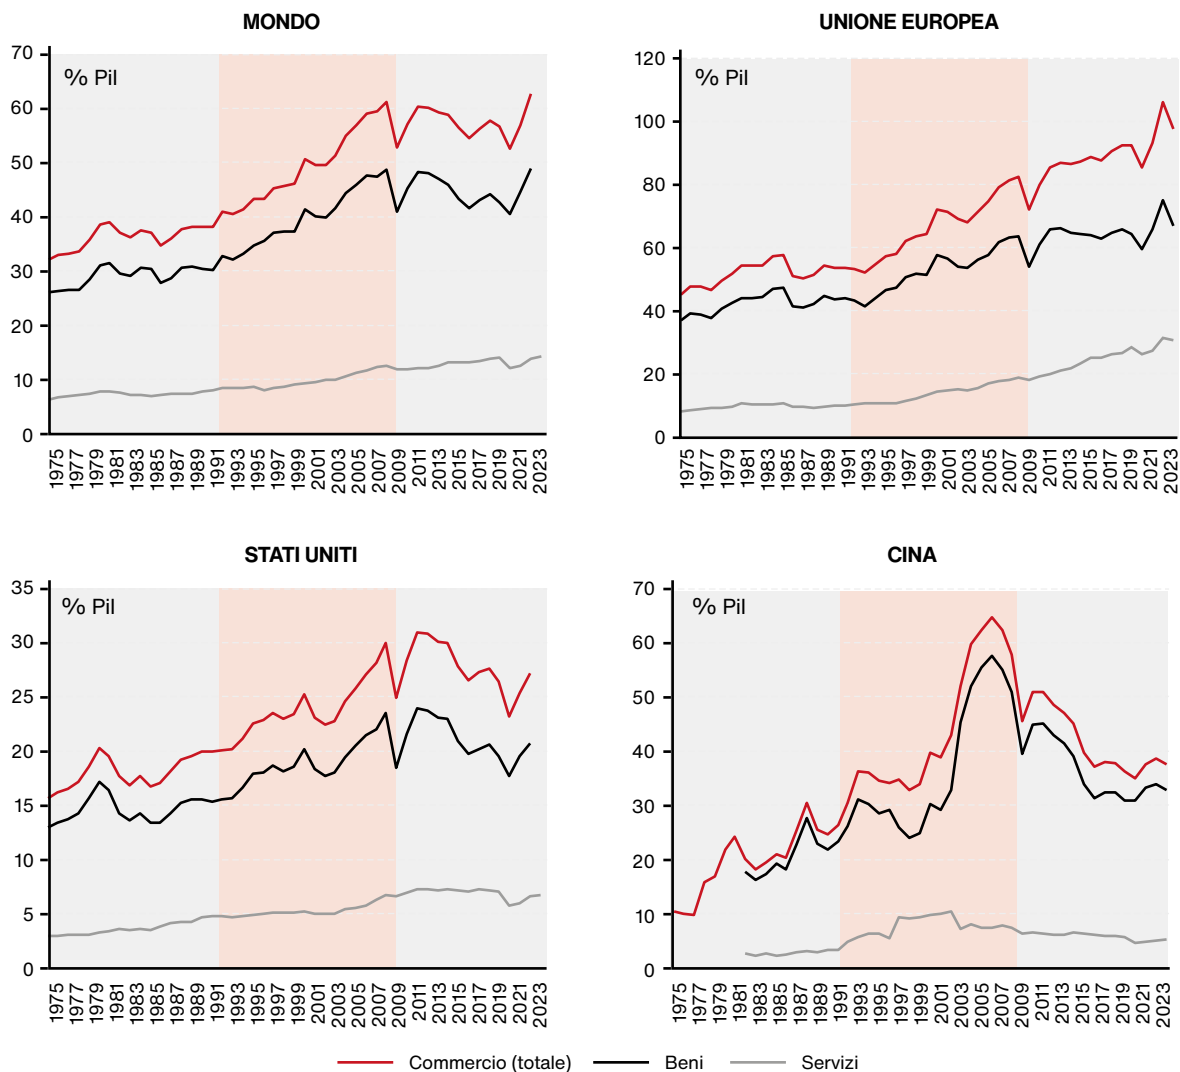 MONDO
% Pil
70
60
50
40
30
20
10
0
1975 1977 1979 1981 1983 1985 1987 1989 1991 1993 1995 1997 1999 2001 2003 2005 2007 2009 2011 2013 2015 2017 2019 2021 2023
UNIONE EUROPEA
% Pil
120
100
80
60
40
20
0
1975 1977 1979 1981 1983 1985 1987 1989 1991 1993 1995 1997 1999 2001 2003 2005 2007 2009 2011 2013 2015 2017 2019 2021 2023
STATI UNITI
% Pil
35
30
25
20
15
10
5
0
1975 1977 1979 1981 1983 1985 1987 1989 1991 1993 1995 1997 1999 2001 2003 2005 2007 2009 2011 2013 2015 2017 2019 2021 2023
CINA
% Pil
70
60
50
40
30
20
10
0
1975 1977 1979 1981 1983 1985 1987 1989 1991 1993 1995 1997 1999 2001 2003 2005 2007 2009 2011 2013 2015 2017 2019 2021 2023
Commercio (totale) Beni Servizi